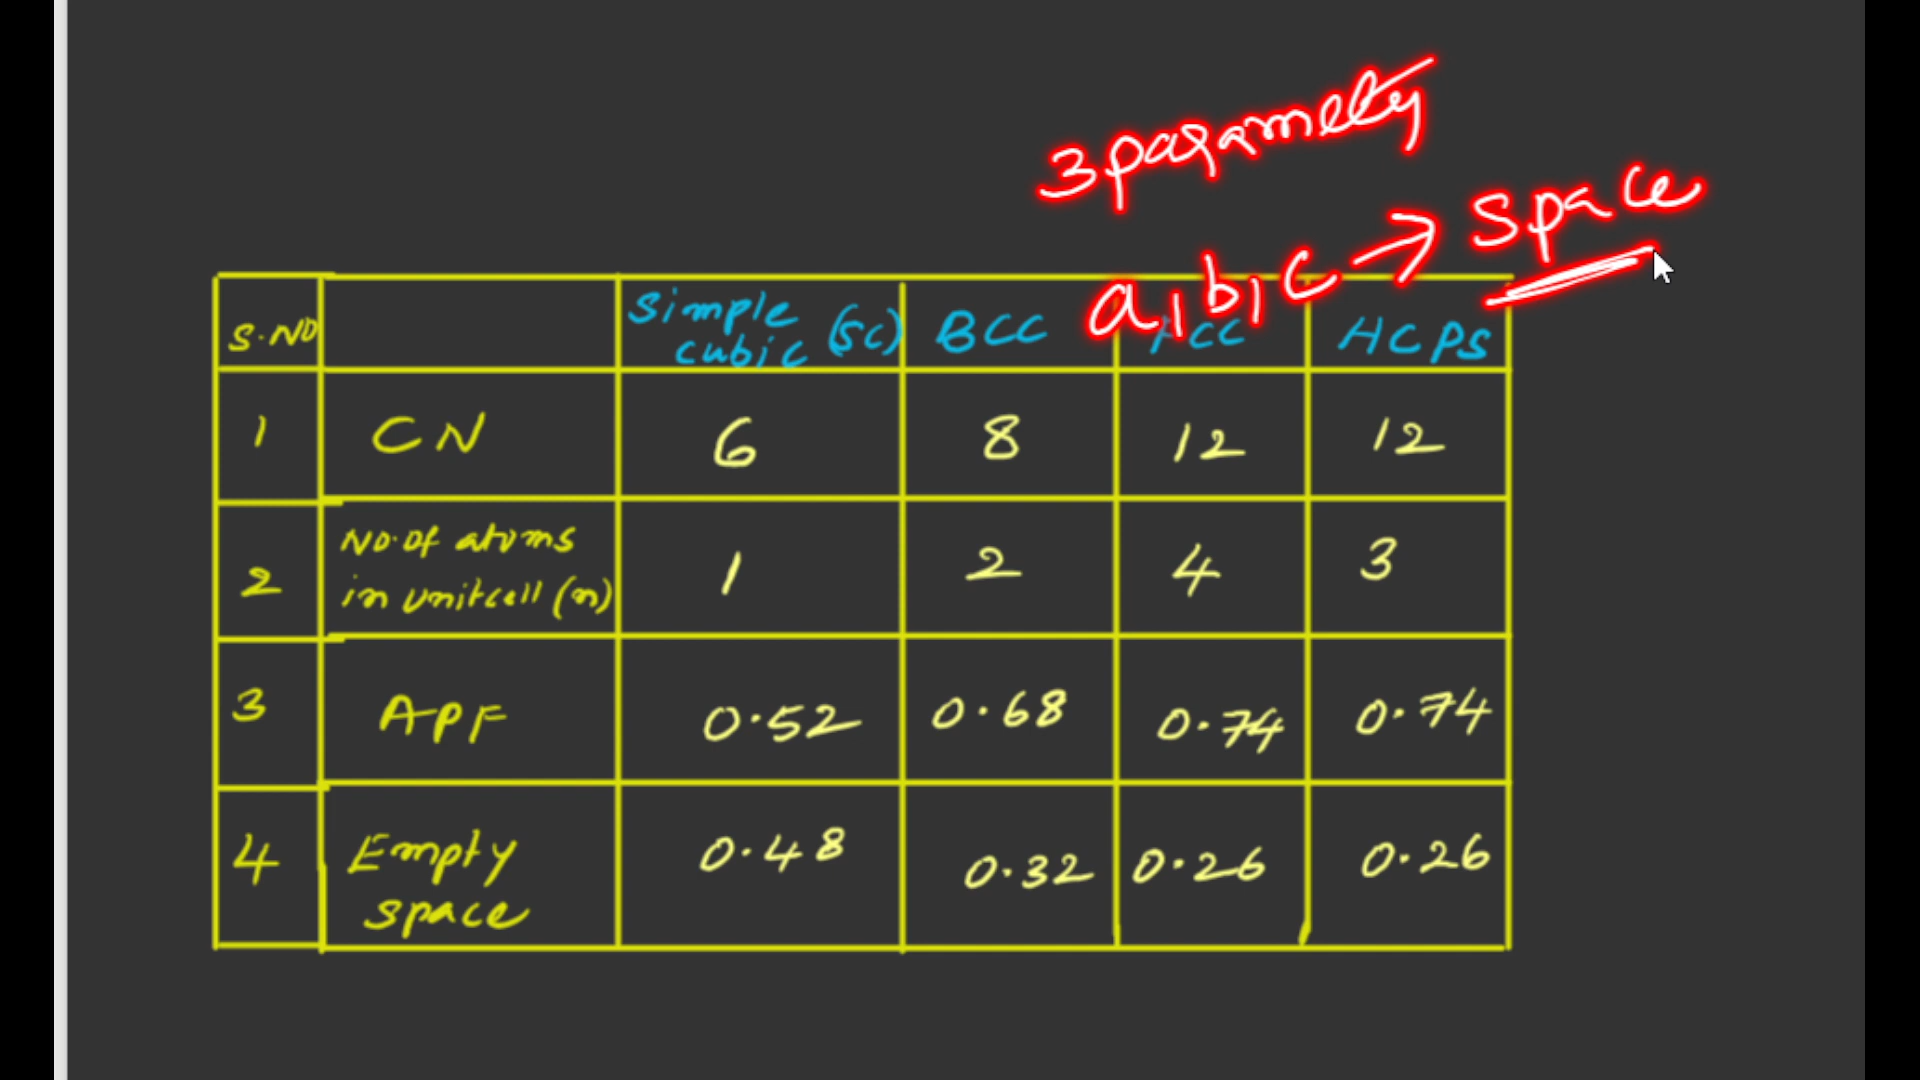 3 parameter
a, b, c → space
S.NO Simple cubic (SC) BCC FCC HCPS
1 CN 6 8 12 12
2 NO.Of atoms in unitcell (n) 1 2 4 3
3 APF 0.52 0.68 0.74 0.74
4 Empty space 0.48 0.32 0.26 0.26